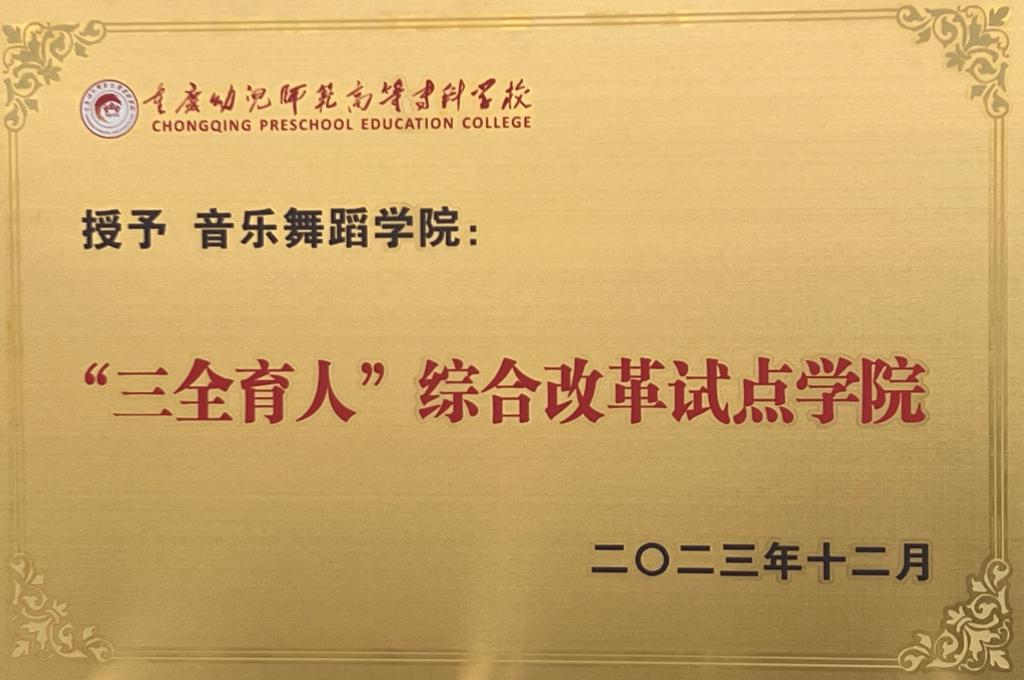 重庆幼儿师范高等专科学校
CHONGQING PRESCHOOL EDUCATION COLLEGE
授予 音乐舞蹈学院：
“三全育人”综合改革试点学院
二〇二三年十二月